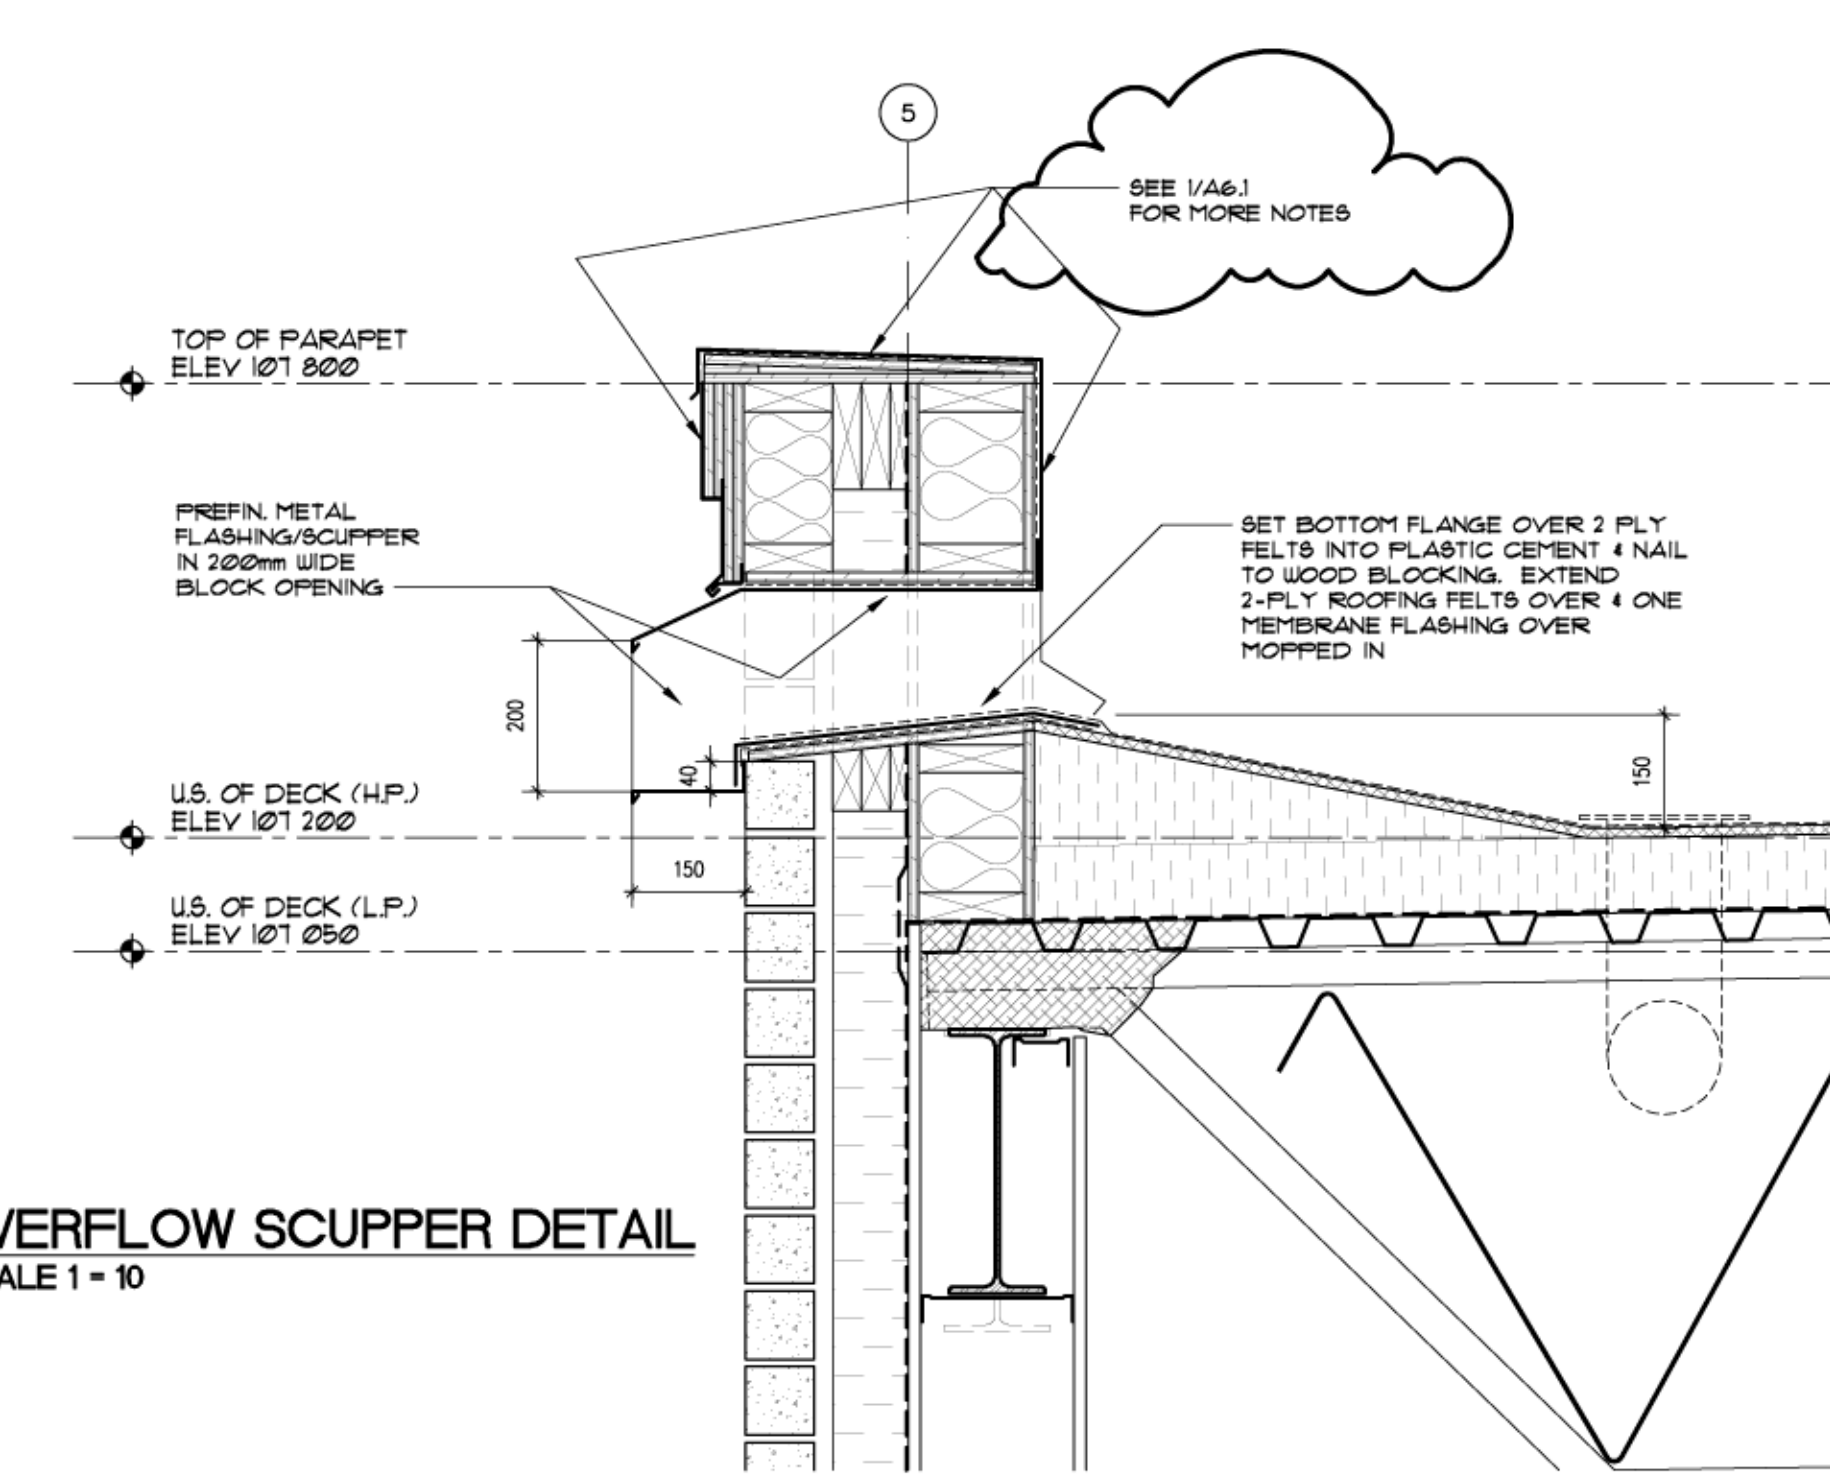 5
SEE 1/A6.1
FOR MORE NOTES
TOP OF PARAPET
ELEV 107 800
PREFIN. METAL
FLASHING/SCUPPER
IN 200mm WIDE
BLOCK OPENING
SET BOTTOM FLANGE OVER 2 PLY
FELTS INTO PLASTIC CEMENT & NAIL
TO WOOD BLOCKING. EXTEND
2-PLY ROOFING FELTS OVER & ONE
MEMBRANE FLASHING OVER
MOPPED IN
200
40
150
U.S. OF DECK (H.P.)
ELEV 107 200
150
U.S. OF DECK (L.P.)
ELEV 107 050
VERFLOW SCUPPER DETAIL
ALE 1 = 10